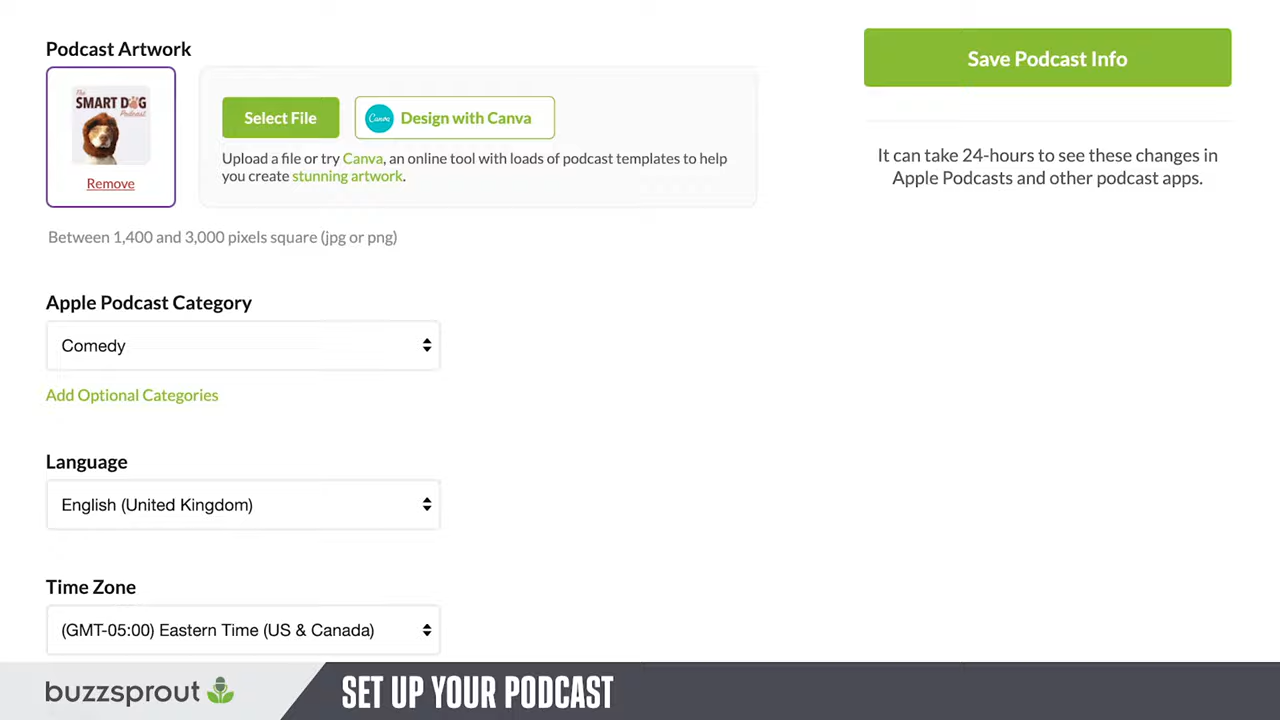 Podcast Artwork
The
SMART DOG
Podcast
Remove
Select File
Canva
Design with Canva
Upload a file or try Canva, an online tool with loads of podcast templates to help
you create stunning artwork.
Between 1,400 and 3,000 pixels square (jpg or png)
Save Podcast Info
It can take 24-hours to see these changes in
Apple Podcasts and other podcast apps.
Apple Podcast Category
Comedy
Add Optional Categories
Language
English (United Kingdom)
Time Zone
(GMT-05:00) Eastern Time (US & Canada)
buzzsprout
SET UP YOUR PODCAST